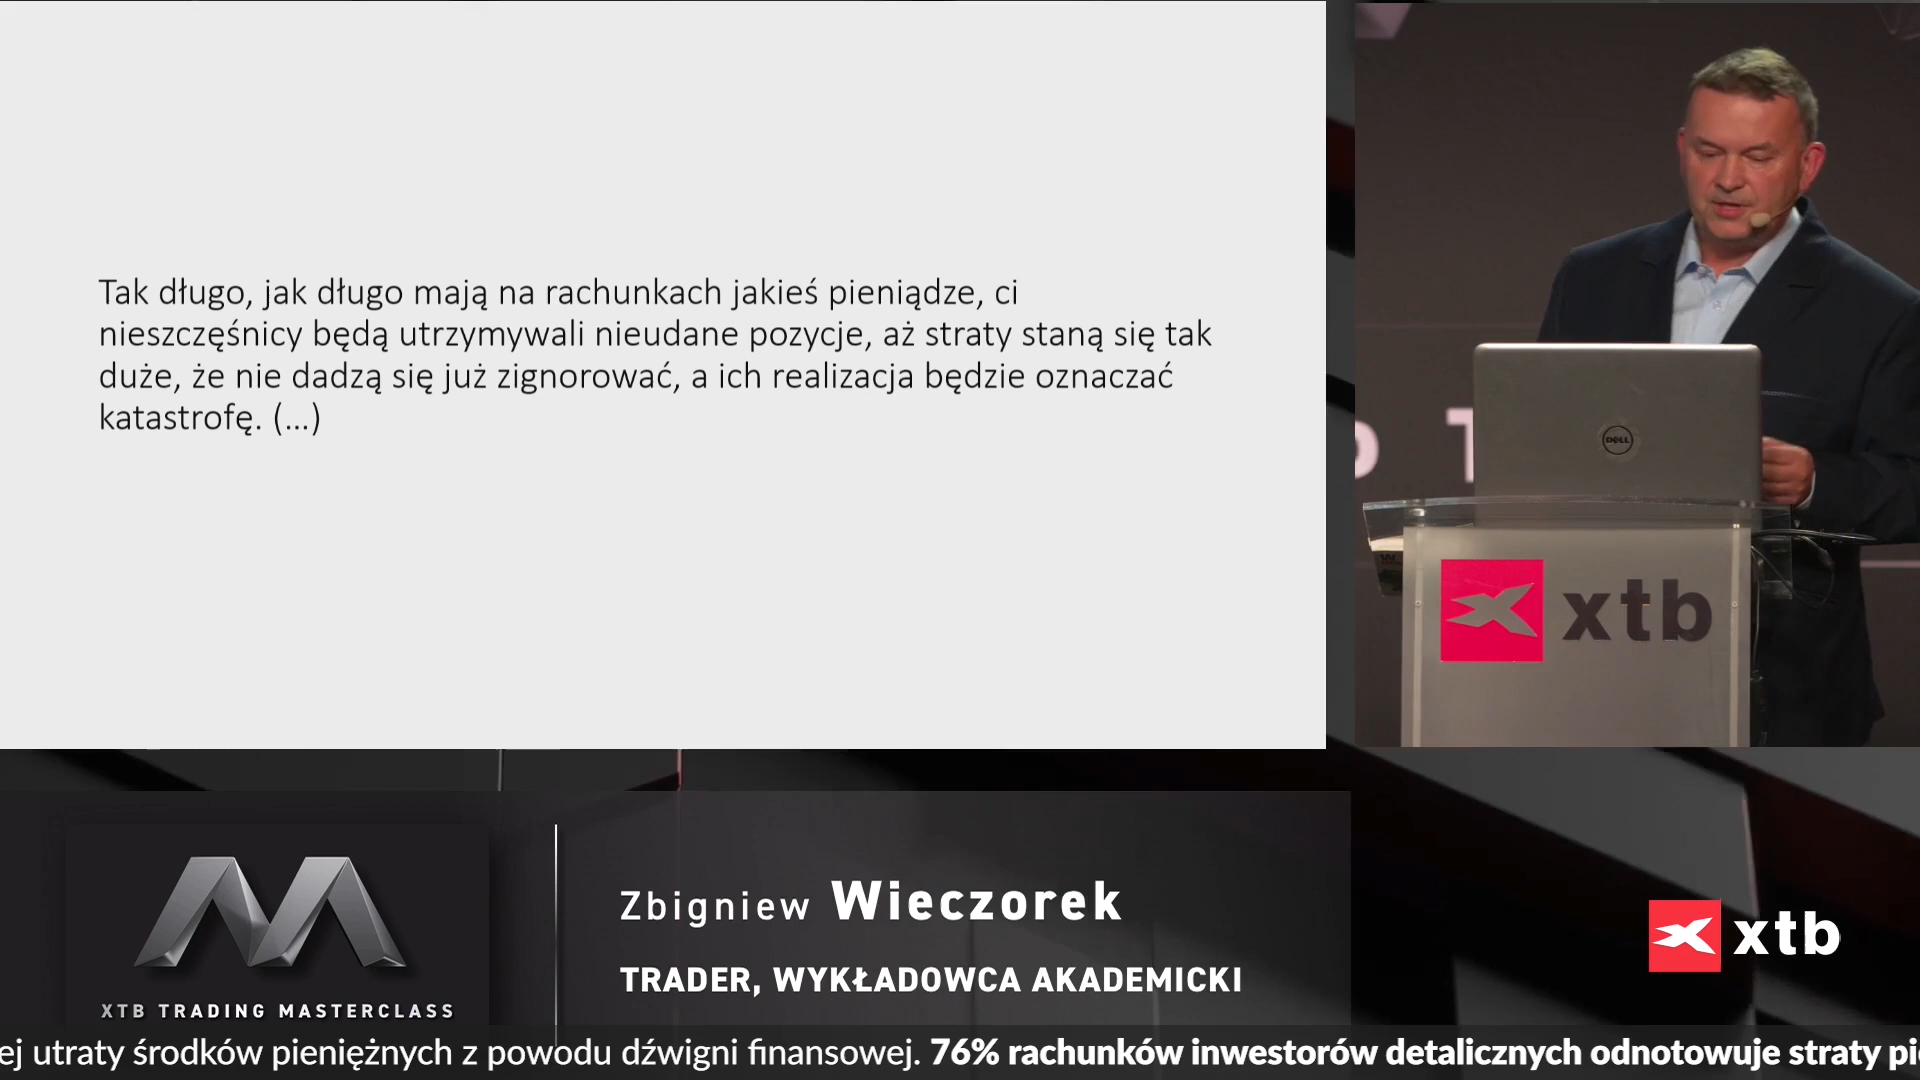 Tak długo, jak długo mają na rachunkach jakieś pieniądze, ci
nieszczęśnicy będą utrzymywali nieudane pozycje, aż straty staną się tak
duże, że nie dadzą się już zignorować, a ich realizacja będzie oznaczać
katastrofę. (...)
DELL
xtb
Zbigniew Wieczorek
TRADER, WYKŁADOWCA AKADEMICKI
XTB TRADING MASTERCLASS
xtb
utraty środków pieniężnych z powodu dźwigni finansowej. 76% rachunków inwestorów detalicznych odnotowuje straty